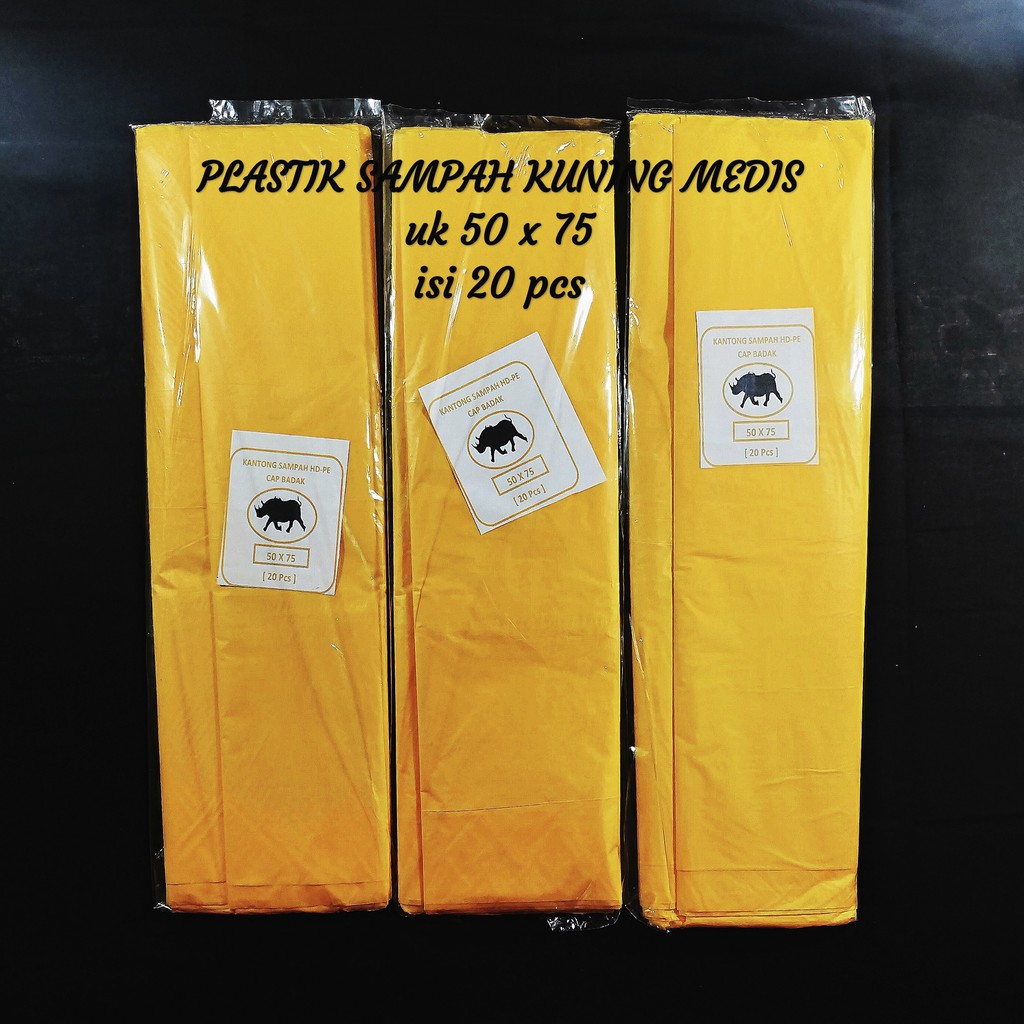 PLASTIK SAMPAH KUNING MEDIS
uk 50 x 75
isi 20 pcs
KANTONG SAMPAH HD-PE
CAP BADAK
50 X 75
[ 20 Pcs ]
KANTONG SAMPAH HD-PE
CAP BADAK
50 X 75
[ 20 Pcs ]
KANTONG SAMPAH HD-PE
CAP BADAK
50 X 75
[ 20 Pcs ]